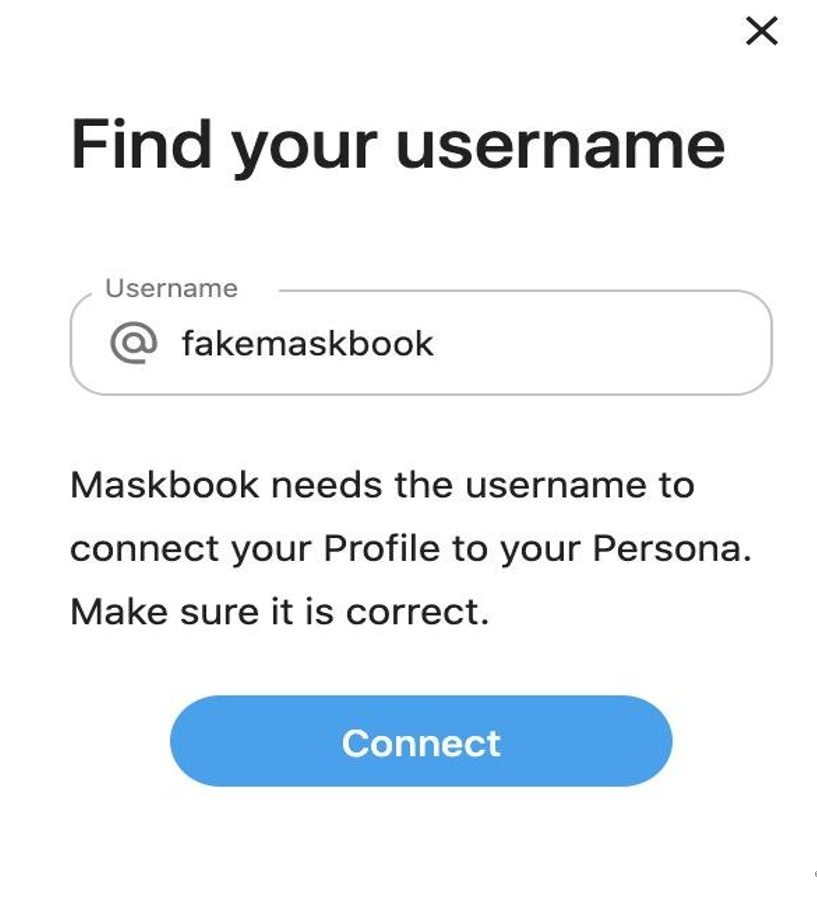 Find your username
Username
@ fakemaskbook
Maskbook needs the username to
connect your Profile to your Persona.
Make sure it is correct.
Connect